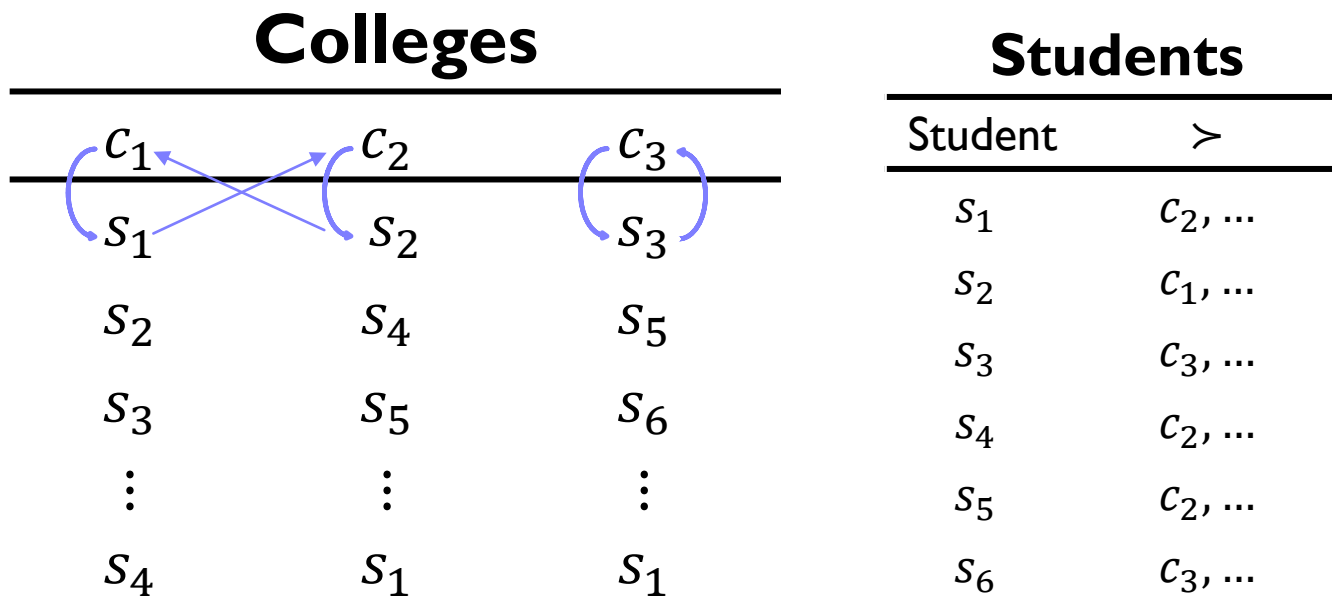 Colleges
c₁ c₂ c₃
s₁ s₂ s₃
s₂ s₄ s₅
s₃ s₅ s₆
⋮ ⋮ ⋮
s₄ s₁ s₁
Students
Student ≻
s₁ c₂, ...
s₂ c₁, ...
s₃ c₃, ...
s₄ c₂, ...
s₅ c₂, ...
s₆ c₃, ...